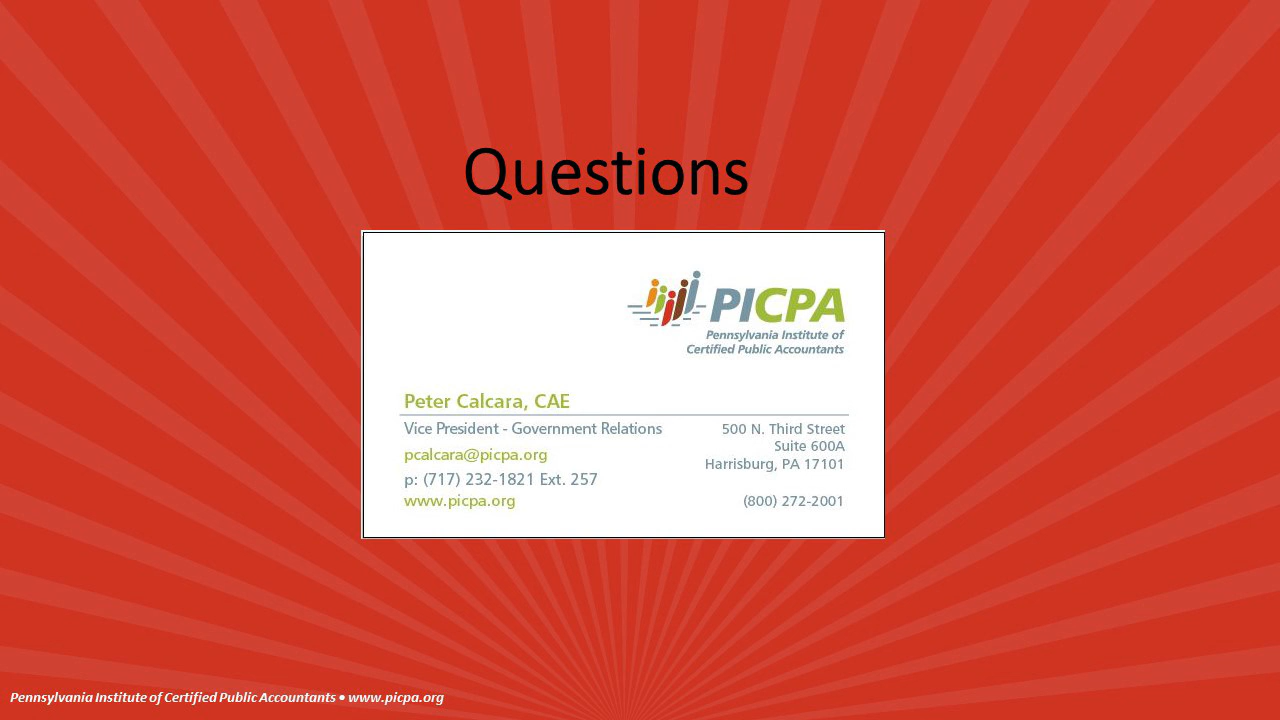 Questions
PICPA
Pennsylvania Institute of
Certified Public Accountants
Peter Calcara, CAE
Vice President - Government Relations
pcalcara@picpa.org
p: (717) 232-1821 Ext. 257
www.picpa.org
500 N. Third Street
Suite 600A
Harrisburg, PA 17101
(800) 272-2001
Pennsylvania Institute of Certified Public Accountants • www.picpa.org